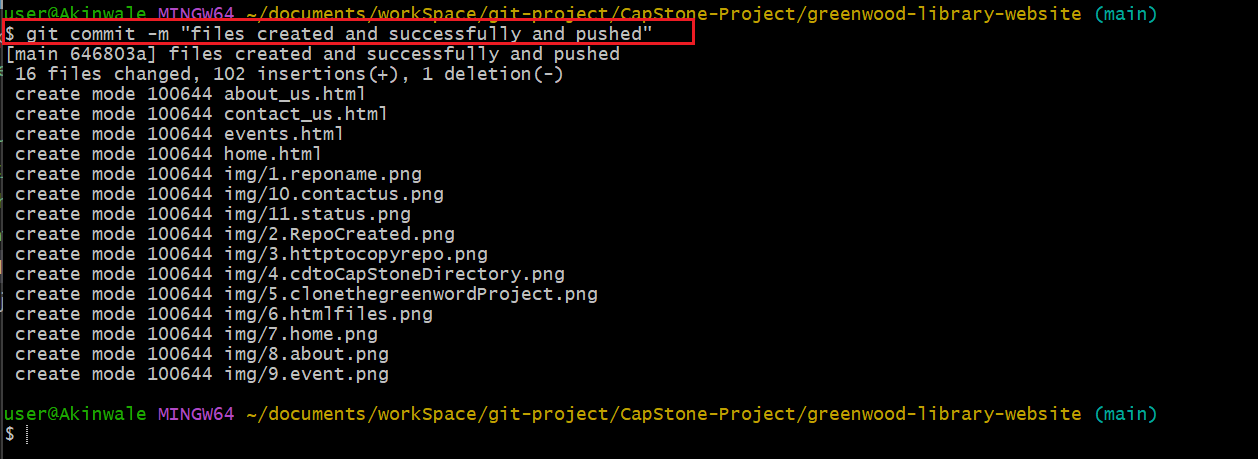 user@Akinwale MINGW64 ~/documents/workSpace/git-project/CapStone-Project/greenwood-library-website (main)
$ git commit -m "files created and successfully and pushed"
[main 646803a] files created and successfully and pushed
 16 files changed, 102 insertions(+), 1 deletion(-)
 create mode 100644 about_us.html
 create mode 100644 contact_us.html
 create mode 100644 events.html
 create mode 100644 home.html
 create mode 100644 img/1.reponame.png
 create mode 100644 img/10.contactus.png
 create mode 100644 img/11.status.png
 create mode 100644 img/2.RepoCreated.png
 create mode 100644 img/3.httptocopyrepo.png
 create mode 100644 img/4.cdtoCapStoneDirectory.png
 create mode 100644 img/5.clonethegreenwordProject.png
 create mode 100644 img/6.htmlfiles.png
 create mode 100644 img/7.home.png
 create mode 100644 img/8.about.png
 create mode 100644 img/9.event.png
user@Akinwale MINGW64 ~/documents/workSpace/git-project/CapStone-Project/greenwood-library-website (main)
$